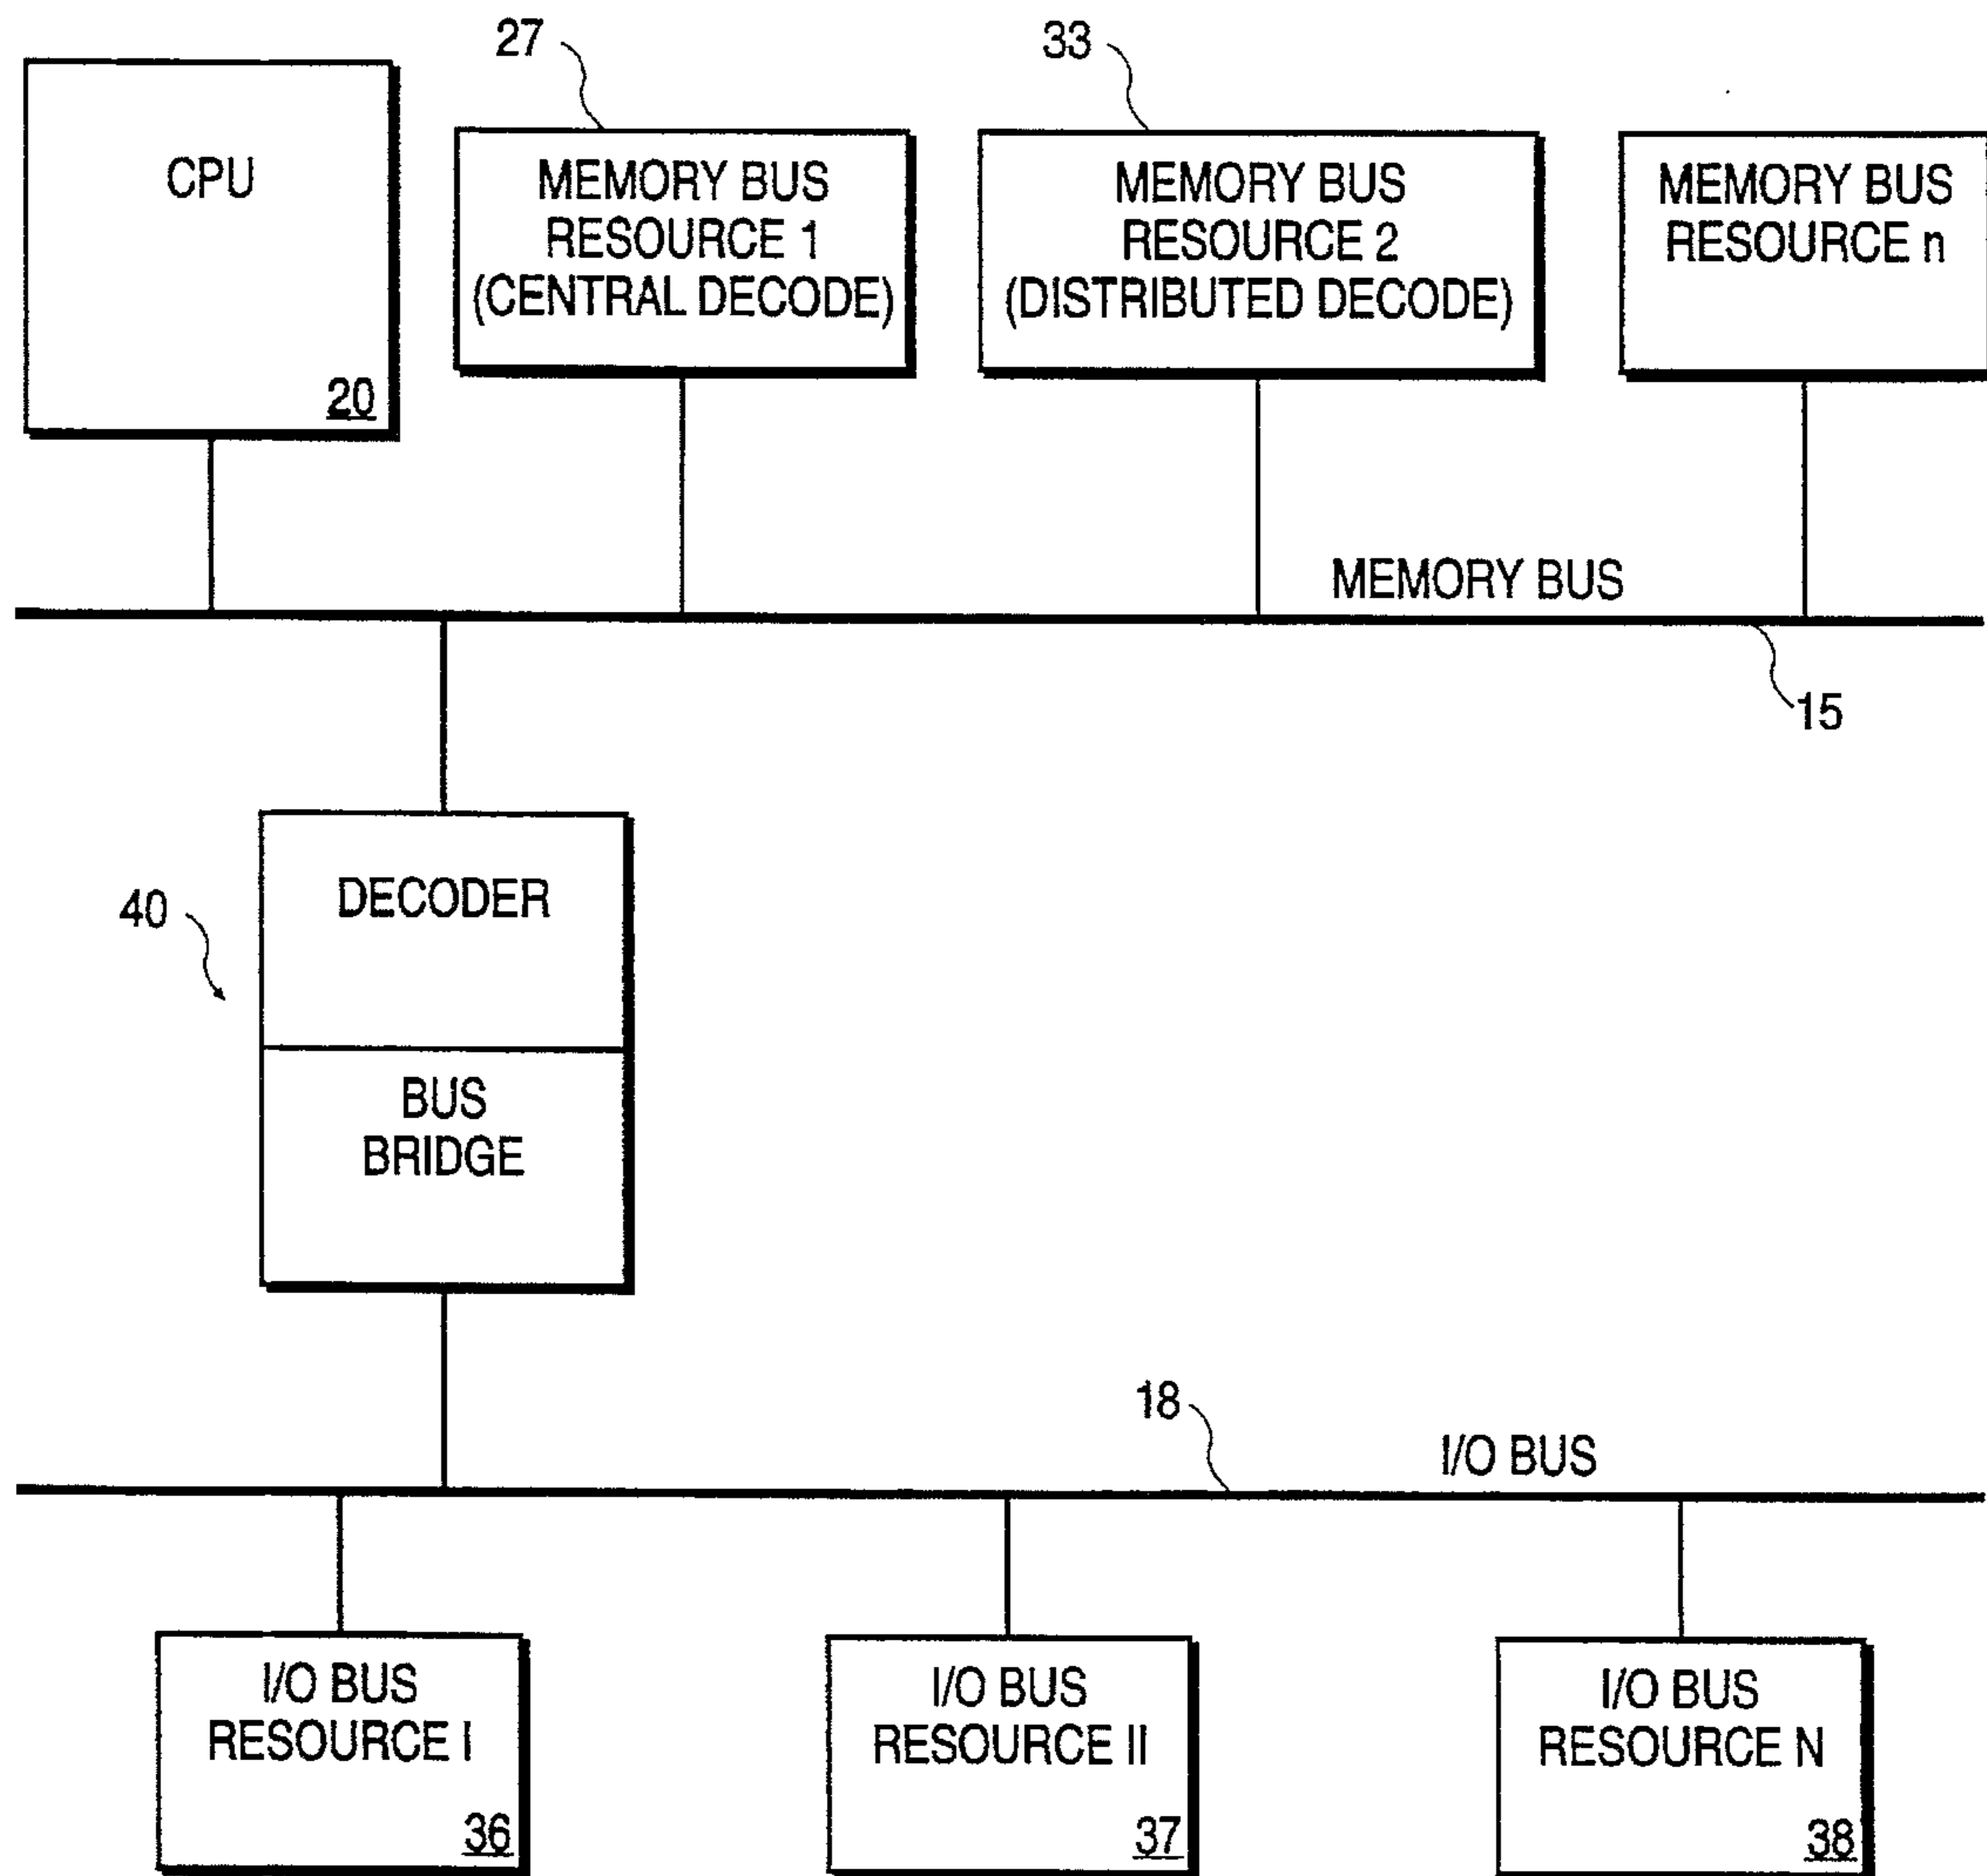 27
33
CPU
20
MEMORY BUS
RESOURCE 1
(CENTRAL DECODE)
MEMORY BUS
RESOURCE 2
(DISTRIBUTED DECODE)
MEMORY BUS
RESOURCE n
MEMORY BUS
15
40
DECODER
BUS
BRIDGE
18
I/O BUS
I/O BUS
RESOURCE I
36
I/O BUS
RESOURCE II
37
I/O BUS
RESOURCE N
38